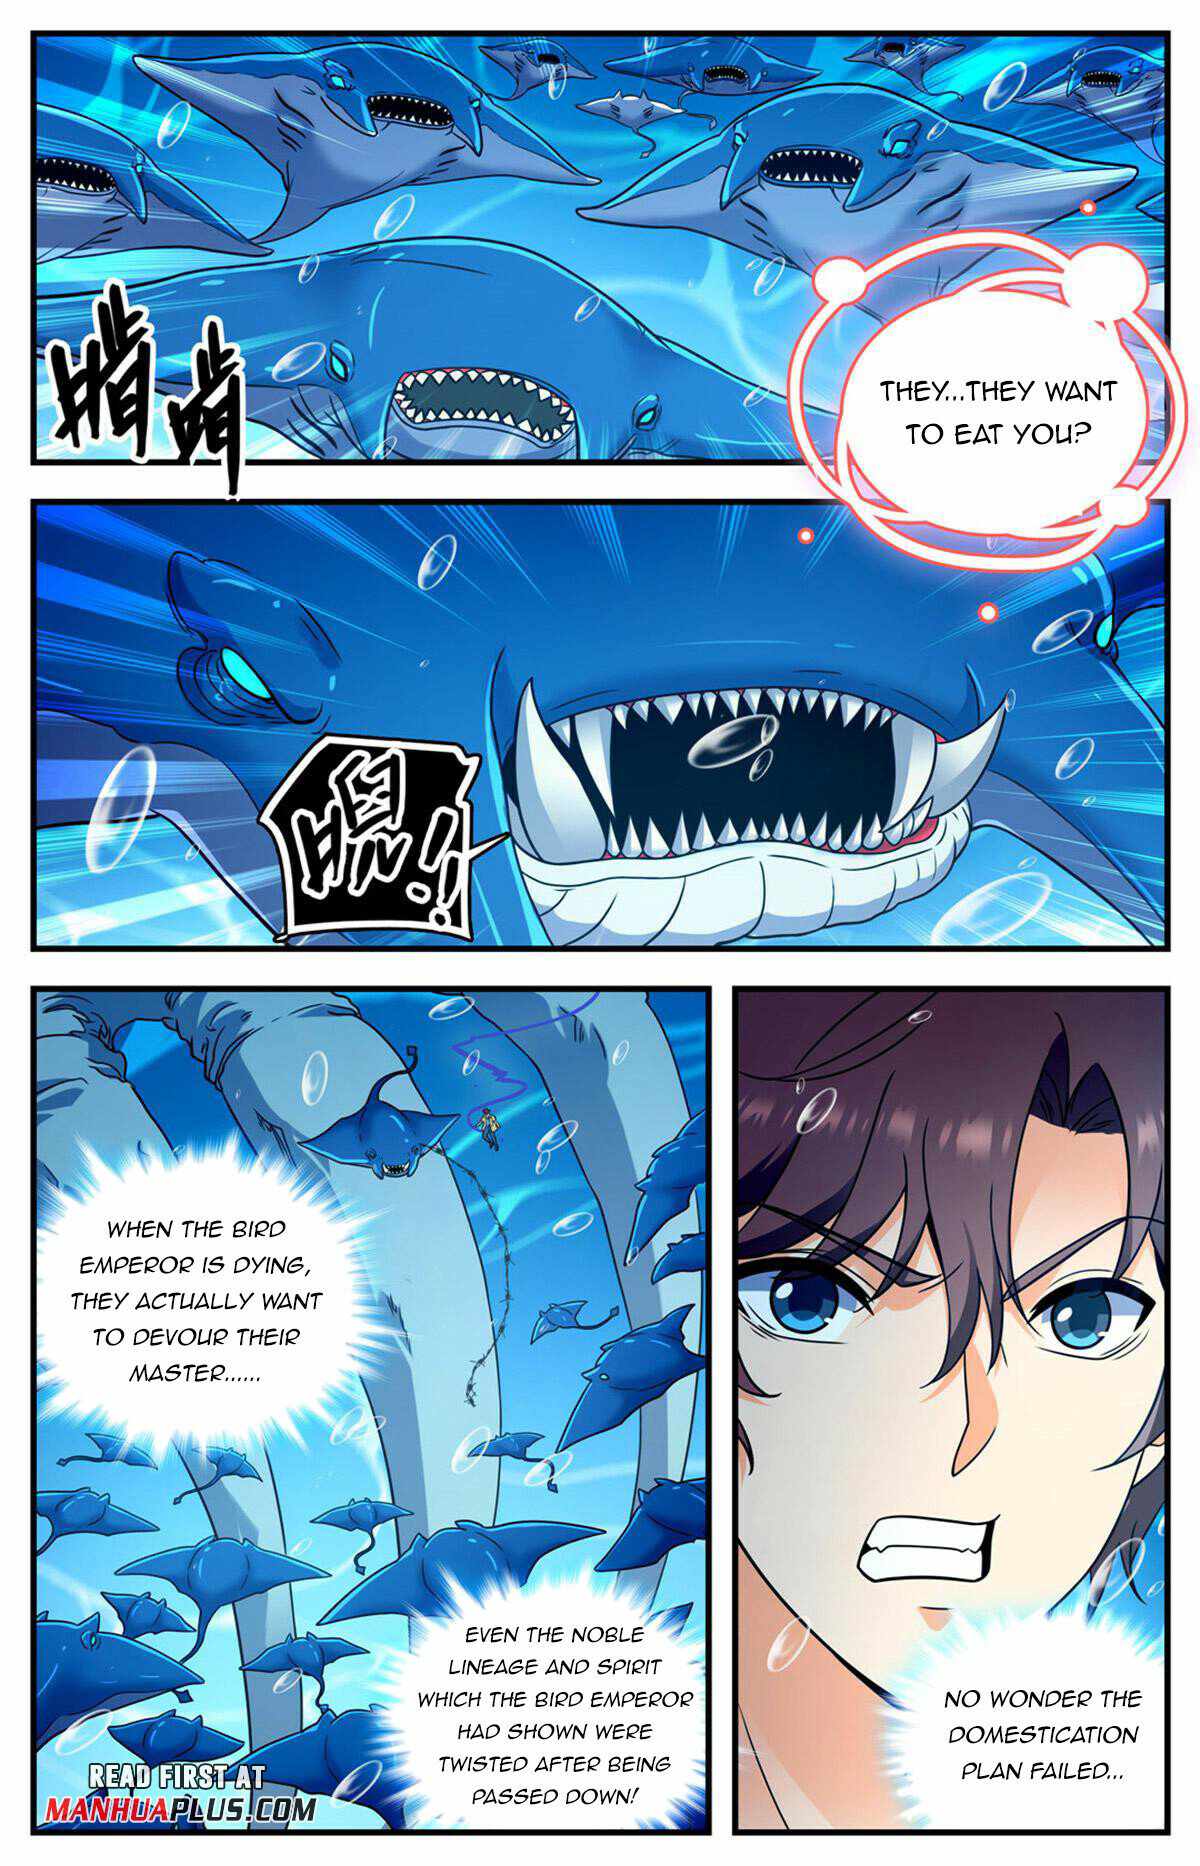 THEY...THEY WANT
TO EAT YOU?
WHEN THE BIRD
EMPEROR IS DYING,
THEY ACTUALLY WANT
TO DEVOUR THEIR
MASTER......
EVEN THE NOBLE
LINEAGE AND SPIRIT
WHICH THE BIRD EMPEROR
HAD SHOWN WERE
TWISTED AFTER BEING
PASSED DOWN!
NO WONDER THE
DOMESTICATION
PLAN FAILED...
READ FIRST AT
MANHUAPLUS.COM